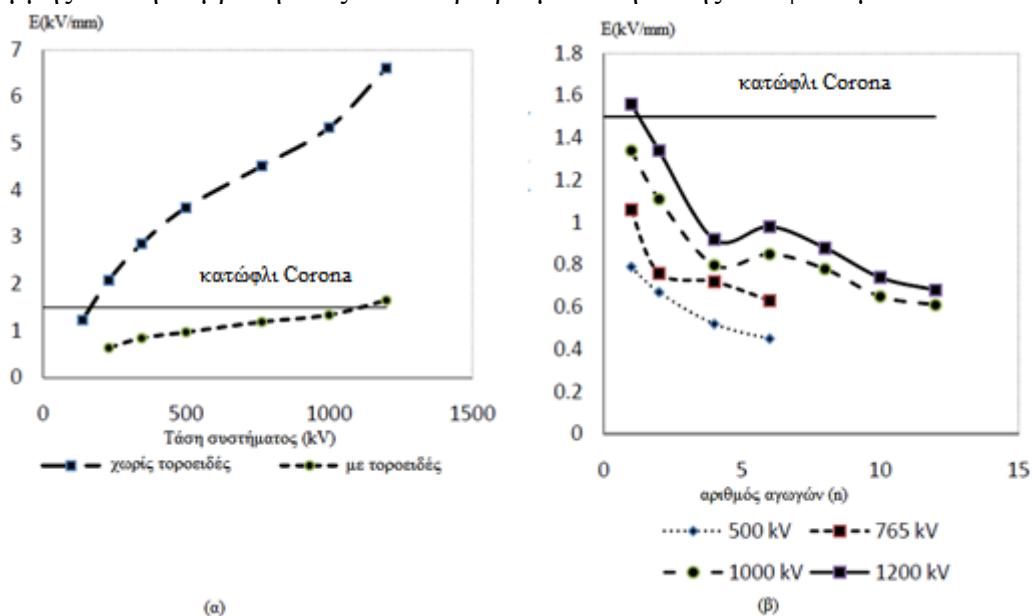 E(kV/mm)
7
6
5
4
3
2
1
0
κατώφλι Corona
0 500 1000 1500
Τάση συστήματος (kV)
χωρίς τοροειδές με τοροειδές
(α)
E(kV/mm)
1.8
1.6
1.4
1.2
1
0.8
0.6
0.4
0.2
0
κατώφλι Corona
0 5 10 15
αριθμός αγωγών (n)
500 kV 765 kV
1000 kV 1200 kV
(β)